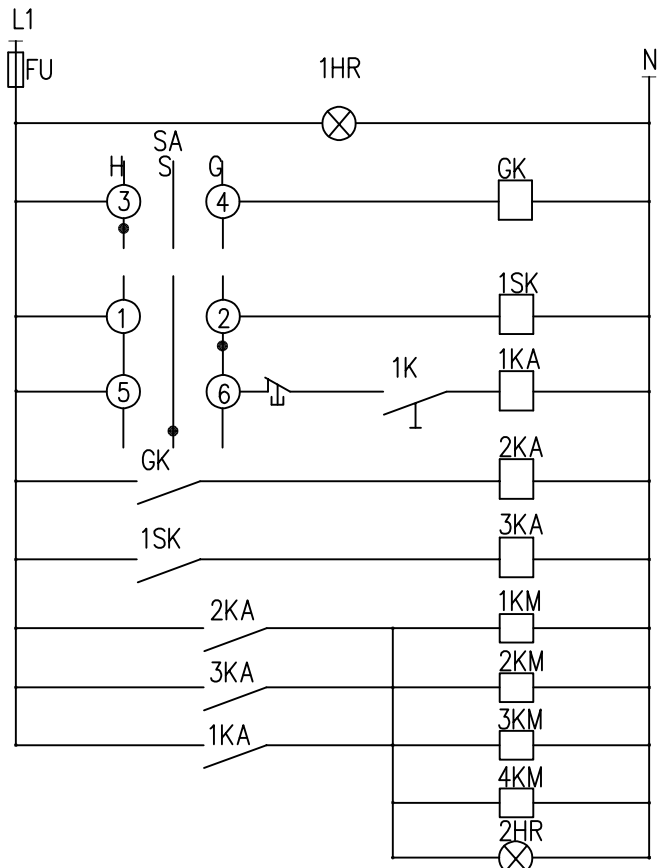 L1
FU
1HR
N
SA
H S G
GK
3 4
1SK
1 2
1K 1KA
5 6
GK 2KA
1SK 3KA
2KA 1KM
3KA 2KM
1KA 3KM
4KM
2HR